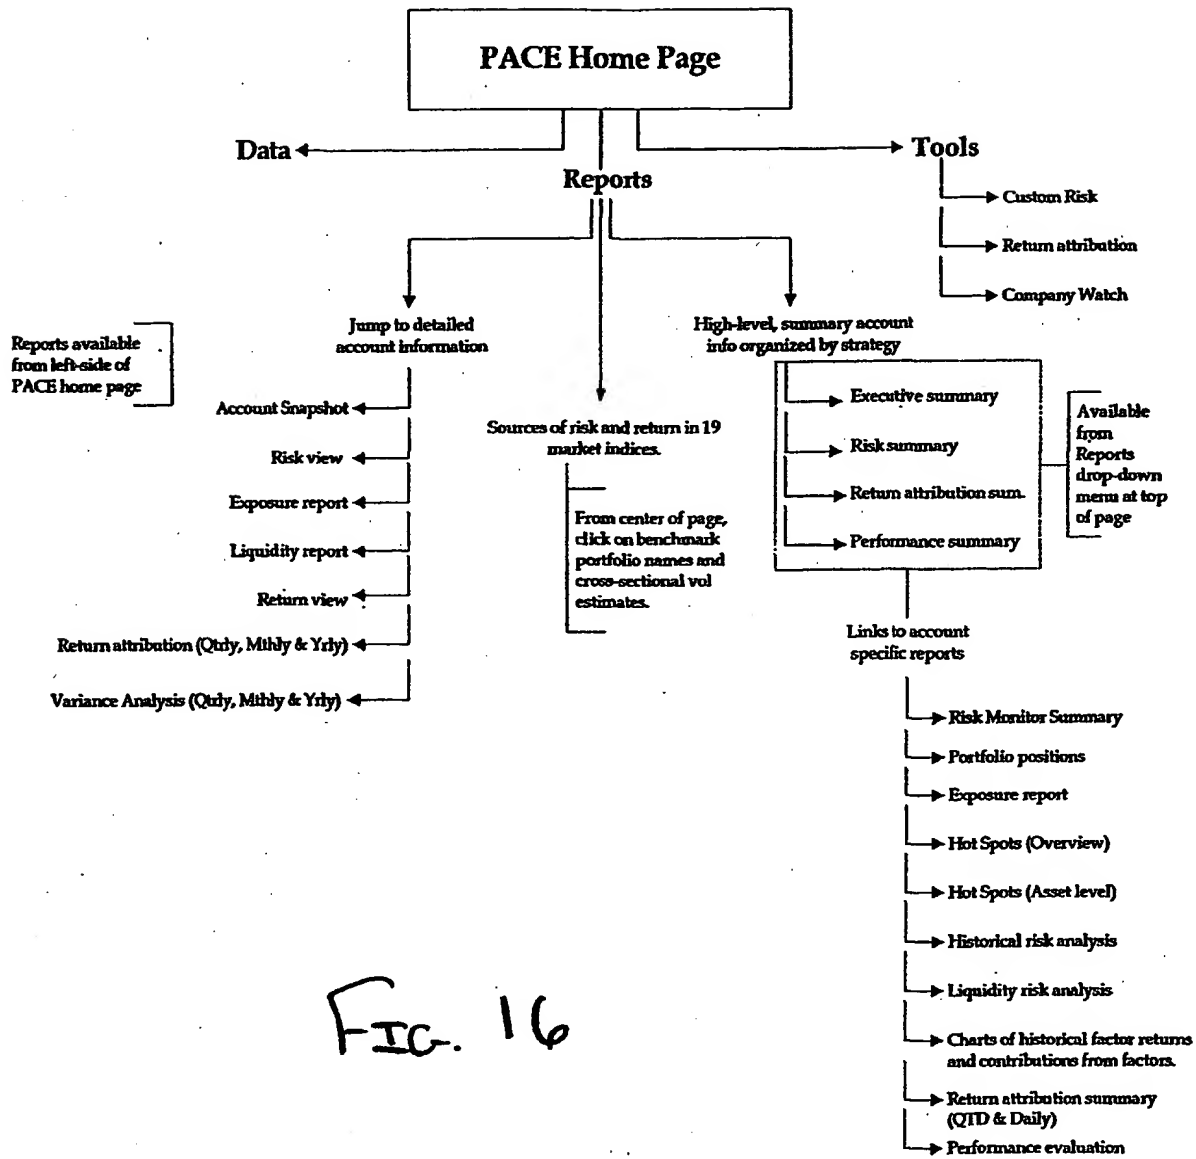 PACE Home Page
Data
Tools
Reports
Custom Risk
Return attribution
Company Watch
Reports available
from left-side of
PACE home page
Jump to detailed
account information
Account Snapshot
Risk view
Exposure report
Liquidity report
Return view
Return attribution (Qtrly, Mthly & Yrly)
Variance Analysis (Qtrly, Mthly & Yrly)
Sources of risk and return in 19
market indices.
From center of page,
click on benchmark
portfolio names and
cross-sectional vol
estimates.
High-level, summary account
info organized by strategy
Executive summary
Risk summary
Return attribution sum.
Performance summary
Available
from
Reports
drop-down
menu at top
of page
Links to account
specific reports
Risk Monitor Summary
Portfolio positions
Exposure report
Hot Spots (Overview)
Hot Spots (Asset level)
Historical risk analysis
Liquidity risk analysis
Charts of historical factor returns
and contributions from factors.
Return attribution summary
(QTD & Daily)
Performance evaluation
FIG. 16